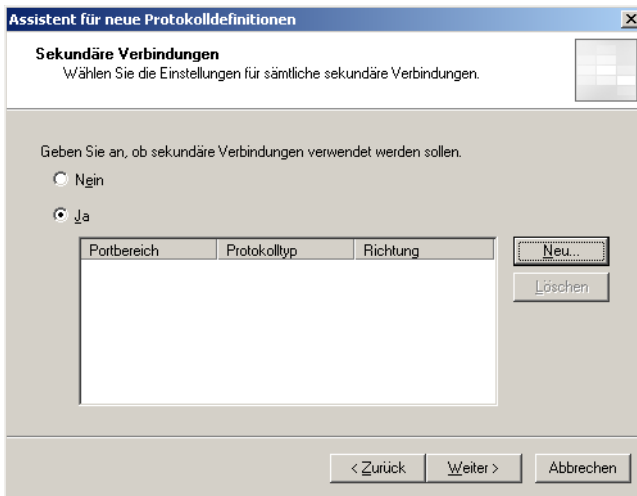 Assistent für neue Protokolldefinitionen
Sekundäre Verbindungen
Wählen Sie die Einstellungen für sämtliche sekundäre Verbindungen.
Geben Sie an, ob sekundäre Verbindungen verwendet werden sollen.
Nein
Ja
Portbereich Protokolltyp Richtung
Neu...
Löschen
< Zurück Weiter > Abbrechen